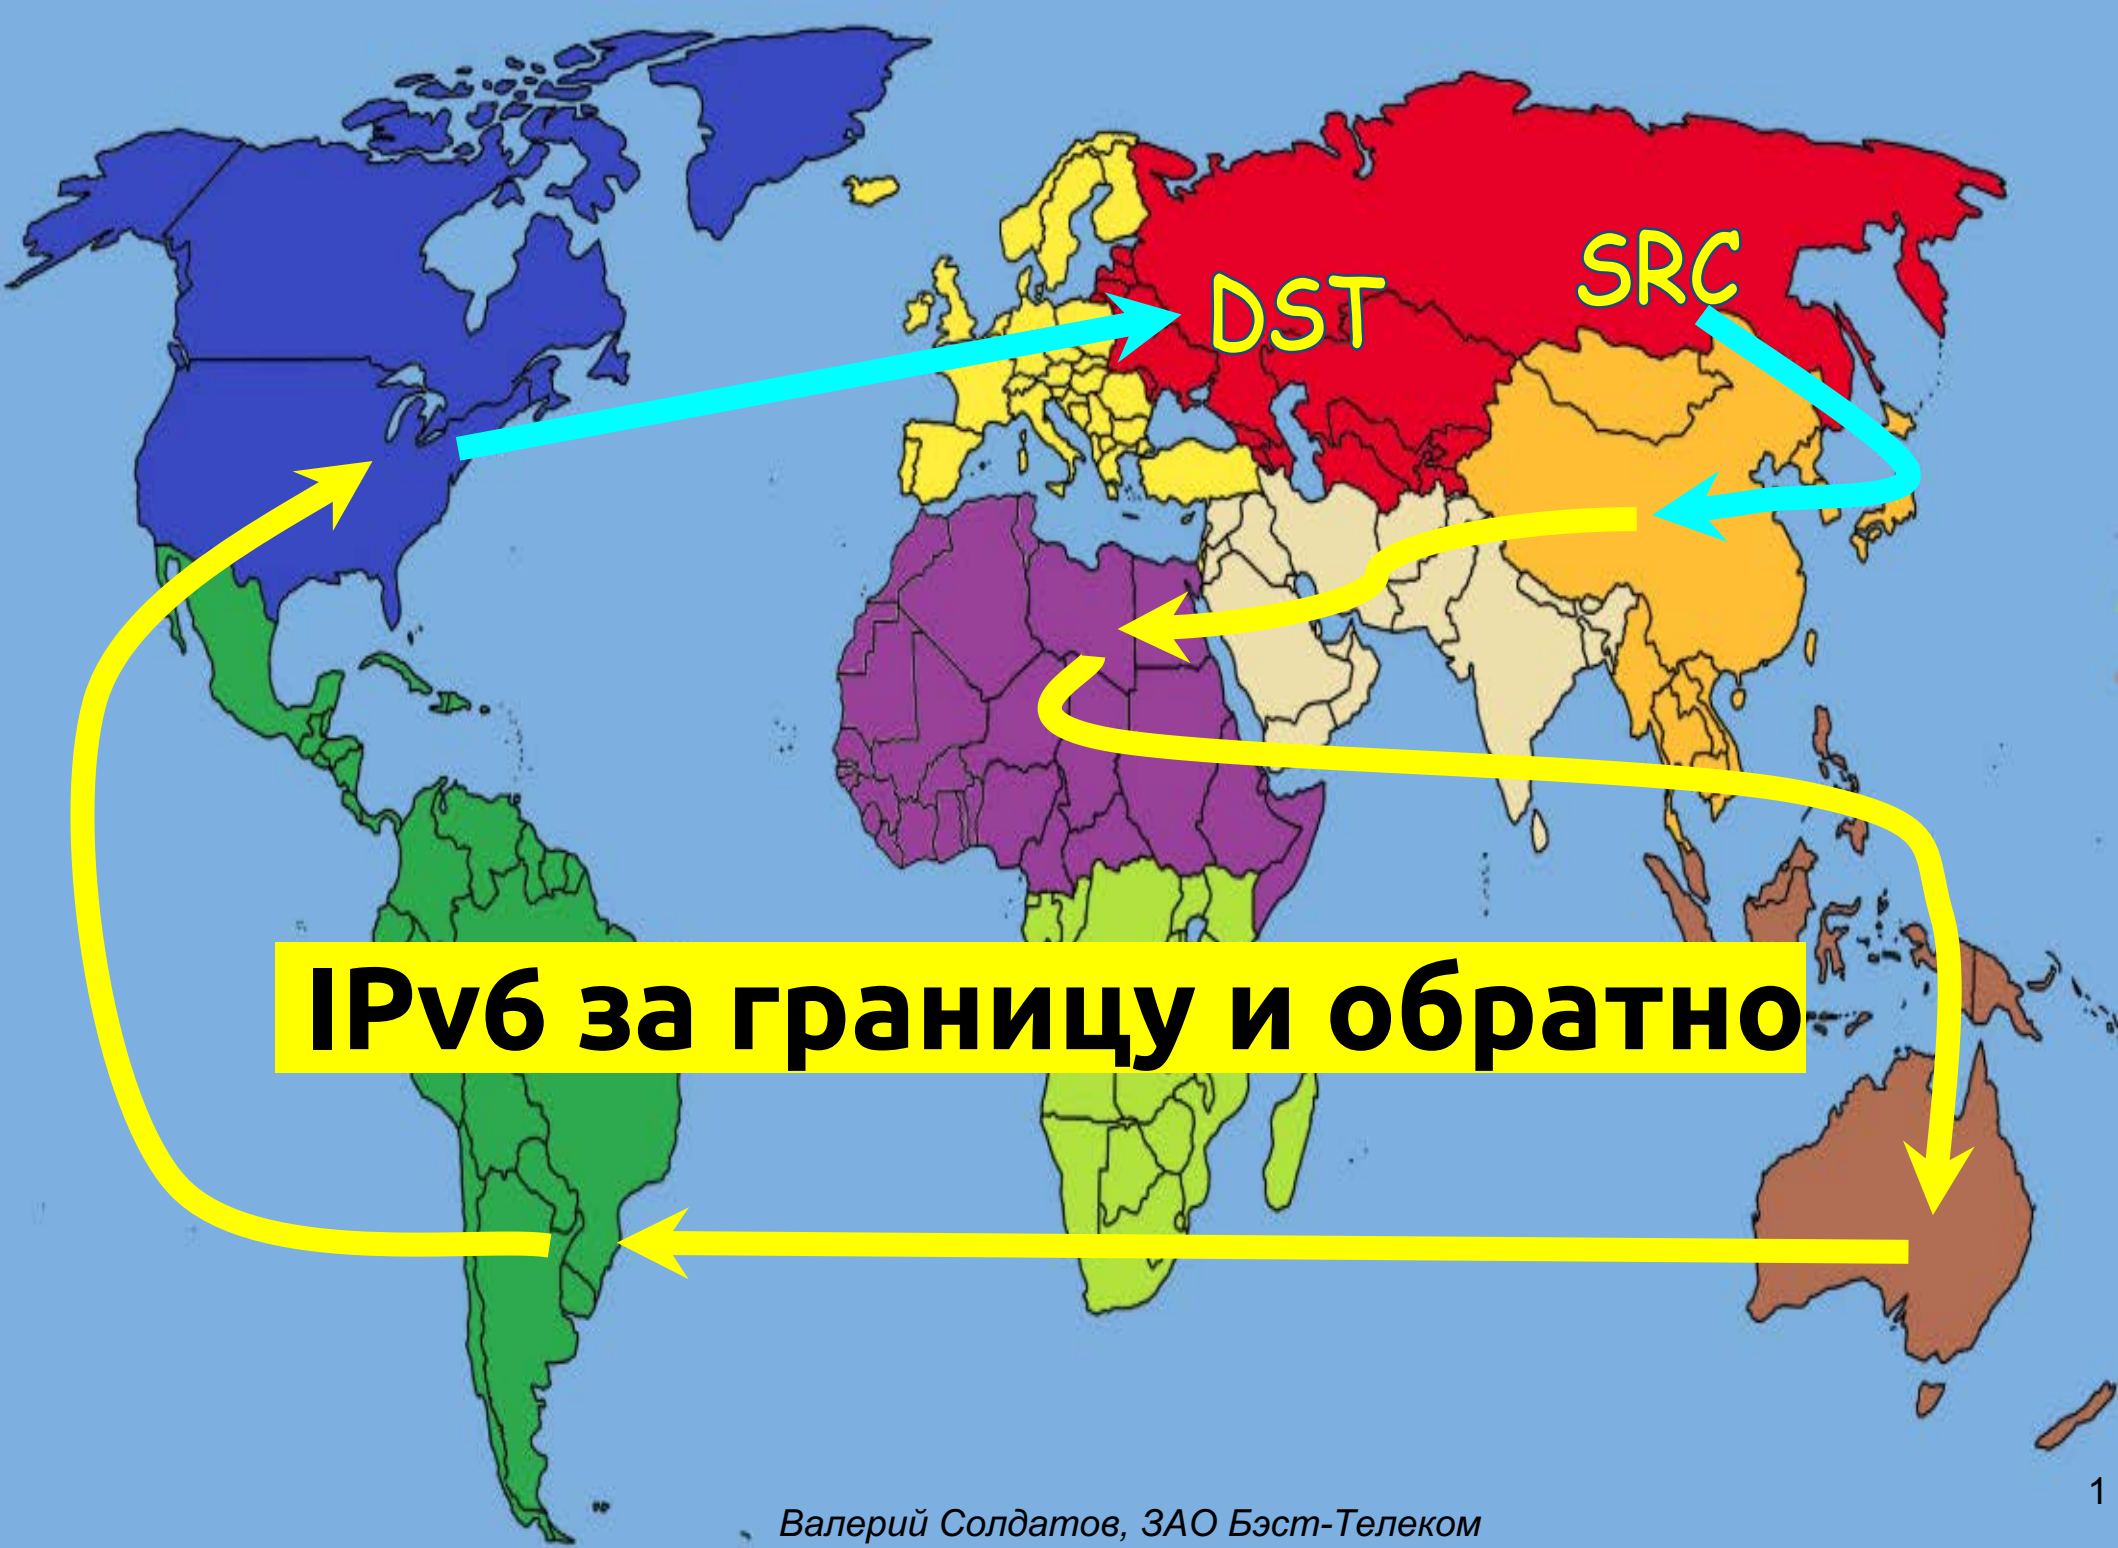 SRC
DST
IPv6 за границу и обратно
1
Валерий Солдатов, ЗАО Бэст-Телеком